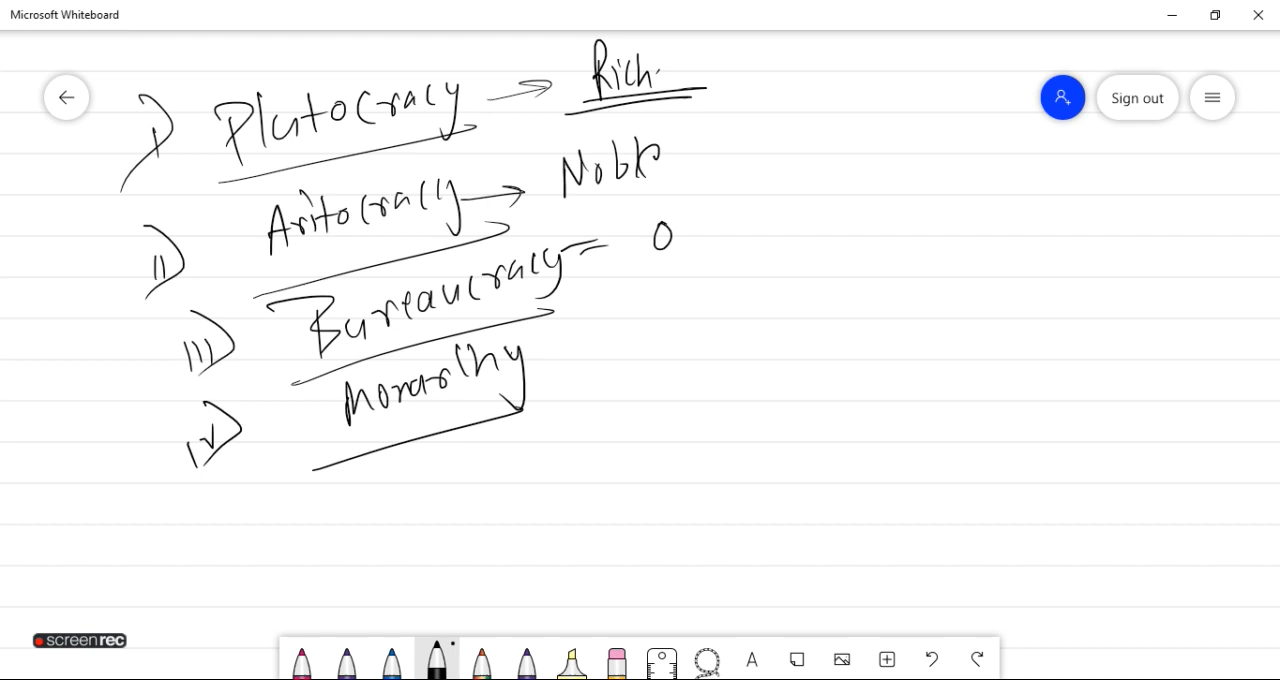 Microsoft Whiteboard
Sign out
I) Plutocracy → Rich.
II) Aritocracy → Noble
III) Bureaucracy = O
IV) Monarchy
screenrec
A